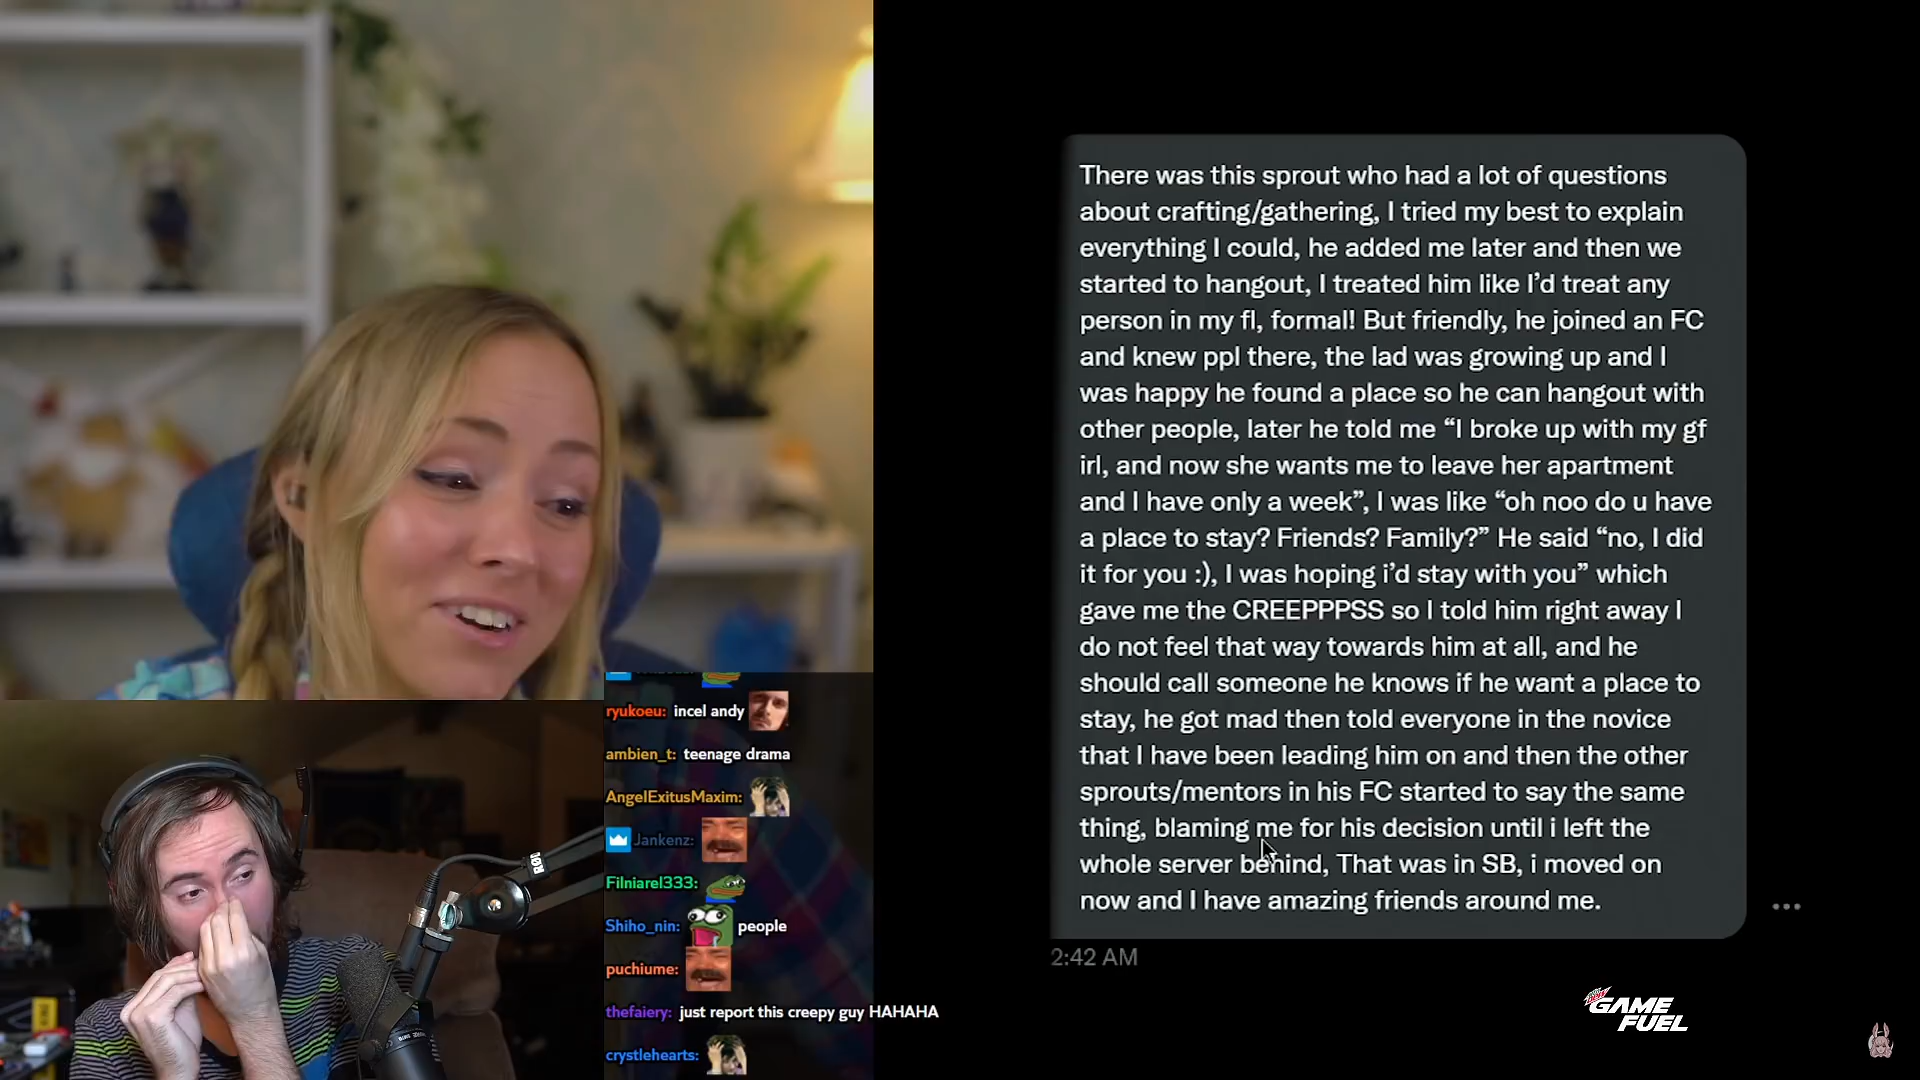 There was this sprout who had a lot of questions
about crafting/gathering, I tried my best to explain
everything I could, he added me later and then we
started to hangout, I treated him like I’d treat any
person in my fl, formal! But friendly, he joined an FC
and knew ppl there, the lad was growing up and I
was happy he found a place so he can hangout with
other people, later he told me “I broke up with my gf
irl, and now she wants me to leave her apartment
and I have only a week”, I was like “oh noo do u have
a place to stay? Friends? Family?” He said “no, I did
it for you :), I was hoping i’d stay with you” which
gave me the CREEPPPSS so I told him right away I
do not feel that way towards him at all, and he
should call someone he knows if he want a place to
stay, he got mad then told everyone in the novice
that I have been leading him on and then the other
sprouts/mentors in his FC started to say the same
thing, blaming me for his decision until i left the
whole server behind, That was in SB, i moved on
now and I have amazing friends around me.
2:42 AM
ryukoeu: incel andy
ambien_t: teenage drama
AngelExitusMaxim:
Jankenz:
Filniarel333:
Shiho_nin: people
puchiume:
thefaiery: just report this creepy guy HAHAHA
crystlehearts:
GAME
FUEL